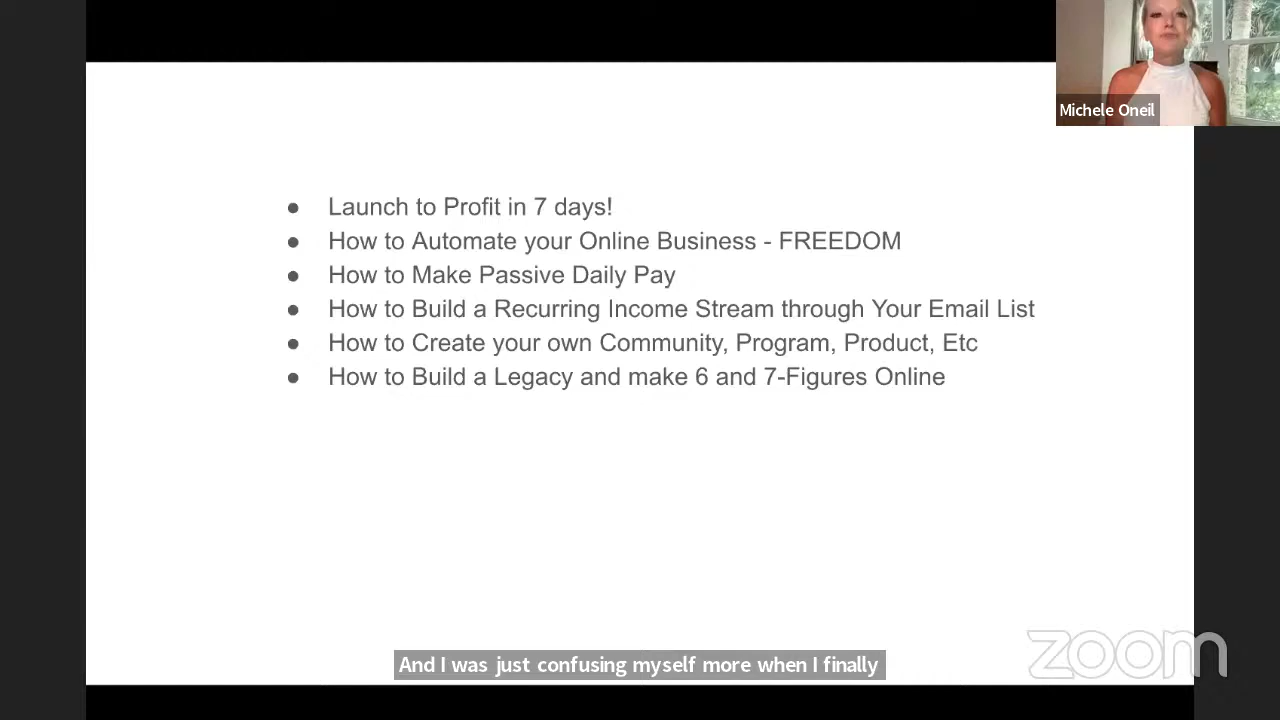 Michele Oneil
● Launch to Profit in 7 days!
● How to Automate your Online Business - FREEDOM
● How to Make Passive Daily Pay
● How to Build a Recurring Income Stream through Your Email List
● How to Create your own Community, Program, Product, Etc
● How to Build a Legacy and make 6 and 7-Figures Online
And I was just confusing myself more when I finally
zoom